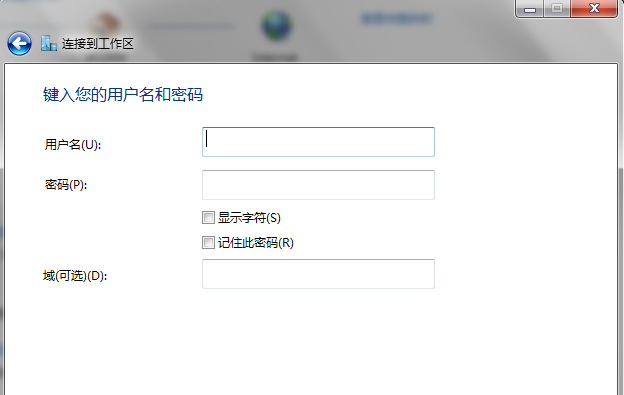 连接到工作区
键入您的用户名和密码
用户名(U):
密码(P):
显示字符(S)
记住此密码(R)
域(可选)(D):